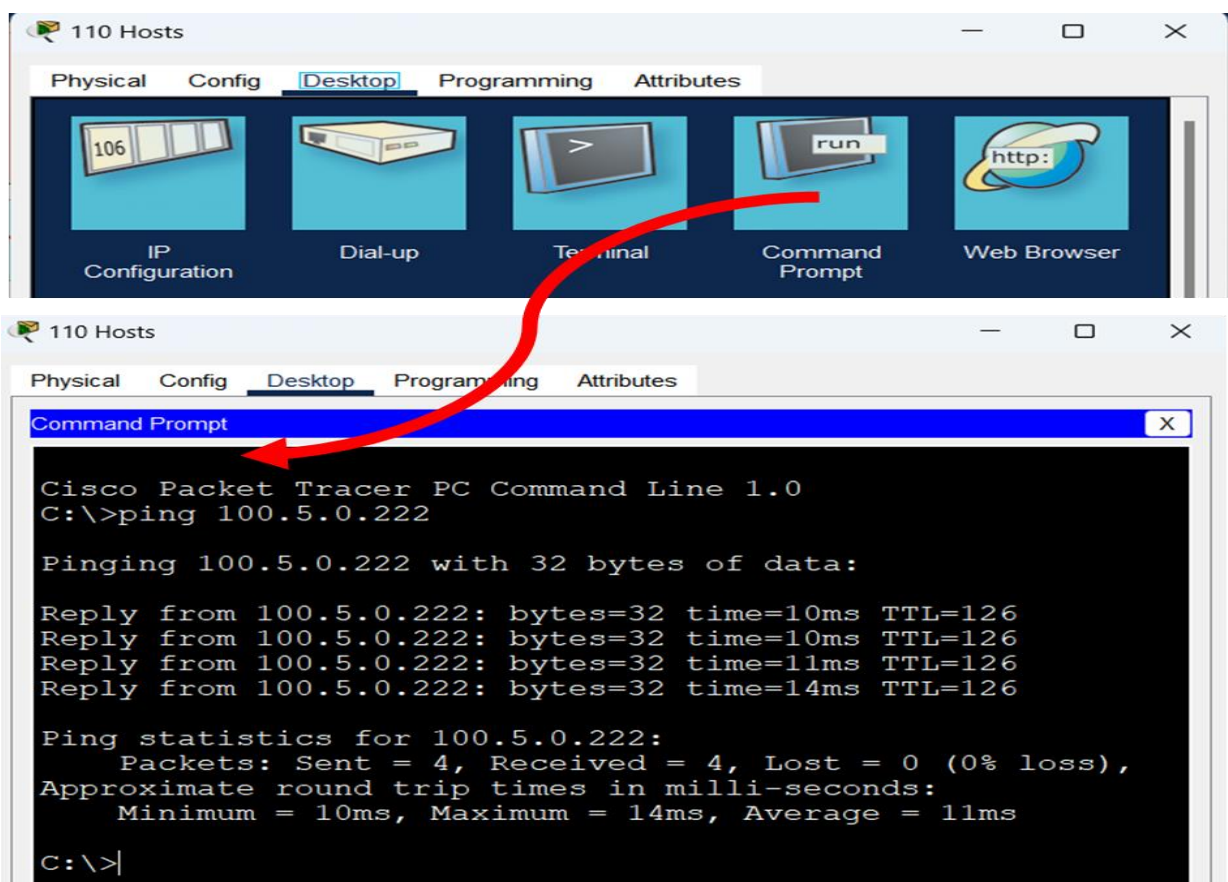 110 Hosts
Physical Config Desktop Programming Attributes
106
>
run
http:
IP Configuration
Dial-up
Terminal
Command Prompt
Web Browser
110 Hosts
Physical Config Desktop Programming Attributes
Command Prompt X
Cisco Packet Tracer PC Command Line 1.0
C:\>ping 100.5.0.222
Pinging 100.5.0.222 with 32 bytes of data:
Reply from 100.5.0.222: bytes=32 time=10ms TTL=126
Reply from 100.5.0.222: bytes=32 time=10ms TTL=126
Reply from 100.5.0.222: bytes=32 time=11ms TTL=126
Reply from 100.5.0.222: bytes=32 time=14ms TTL=126
Ping statistics for 100.5.0.222:
Packets: Sent = 4, Received = 4, Lost = 0 (0% loss),
Approximate round trip times in milli-seconds:
Minimum = 10ms, Maximum = 14ms, Average = 11ms
C:\>